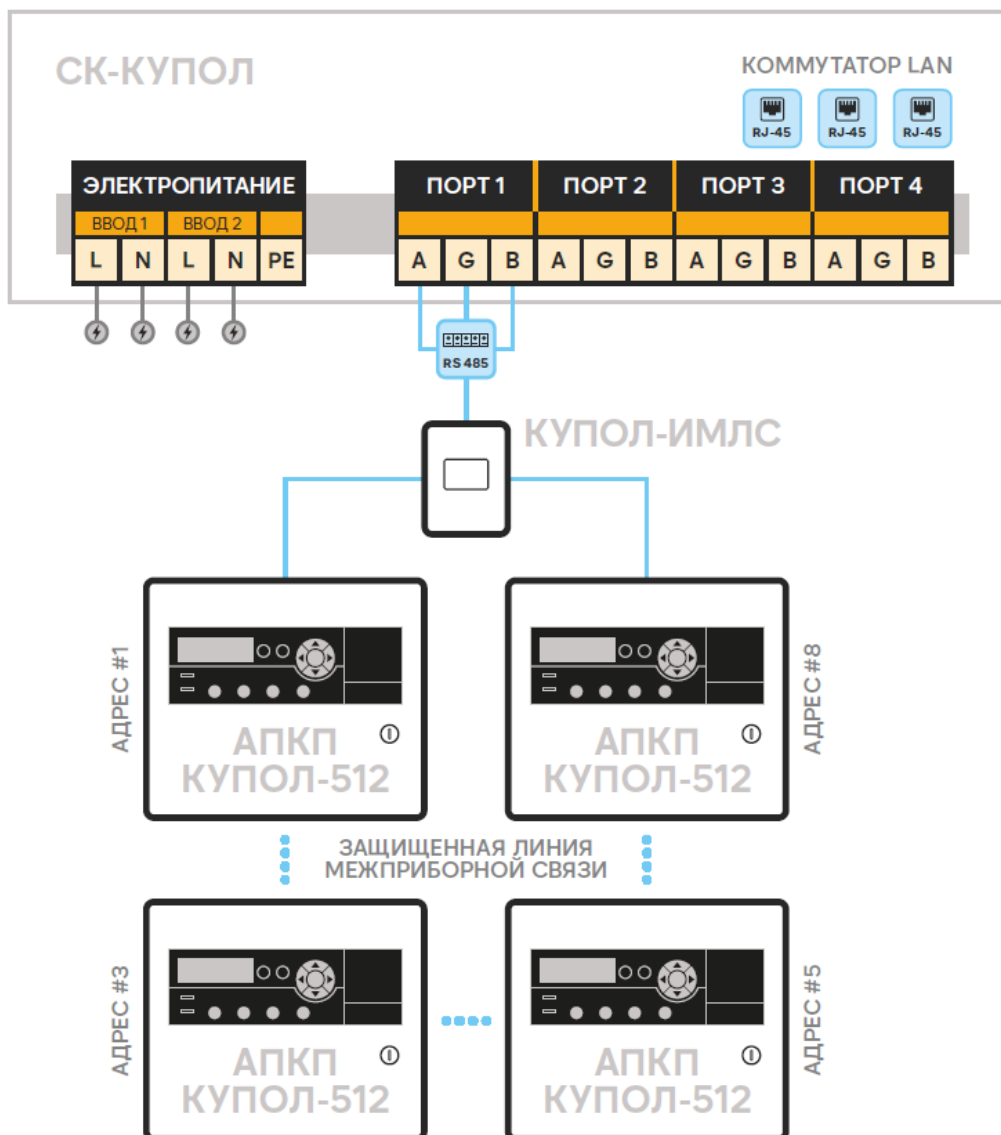 СК-КУПОЛ
КОММУТАТОР LAN
RJ-45 RJ-45 RJ-45
ЭЛЕКТРОПИТАНИЕ
ВВОД 1 ВВОД 2
L N L N PE
ПОРТ 1 ПОРТ 2 ПОРТ 3 ПОРТ 4
A G B A G B A G B A G B
RS 485
КУПОЛ-ИМЛС
АДРЕС #1
АПКП
КУПОЛ-512
АПКП
КУПОЛ-512
АДРЕС #8
ЗАЩИЩЕННАЯ ЛИНИЯ
МЕЖПРИБОРНОЙ СВЯЗИ
АДРЕС #3
АПКП
КУПОЛ-512
АПКП
КУПОЛ-512
АДРЕС #5